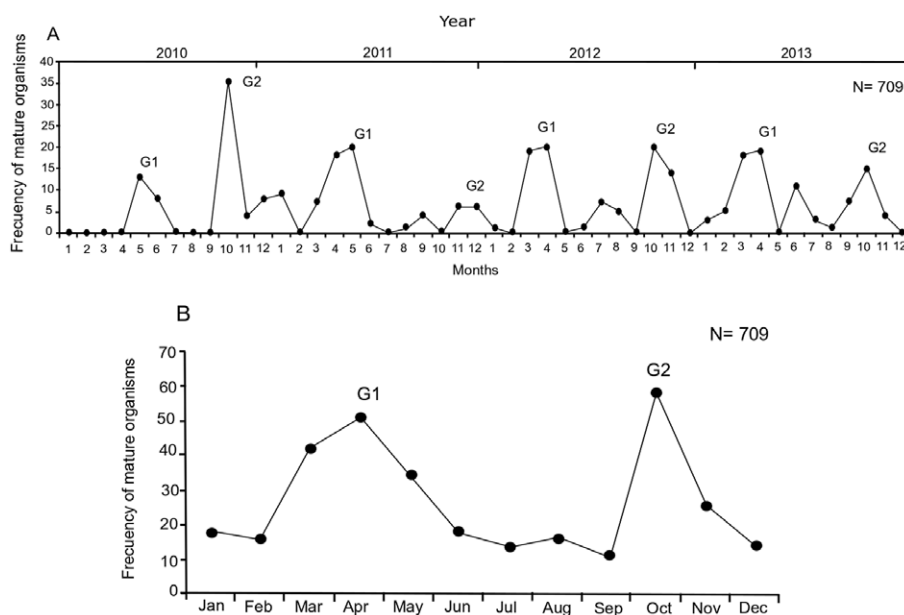 Year
A
2010 2011 2012 2013
Frecuency of mature organisms
40
35
30
25
20
15
10
5
0
N= 709
G1
G2
G1
G2
G1
G2
G1
G2
1 2 3 4 5 6 7 8 9 10 11 12 1 2 3 4 5 6 7 8 9 10 11 12 1 2 3 4 5 6 7 8 9 10 11 12 1 2 3 4 5 6 7 8 9 10 11 12
Months
B
N= 709
Frecuency of mature organisms
70
60
50
40
30
20
10
0
G1
G2
Jan Feb Mar Apr May Jun Jul Aug Sep Oct Nov Dec